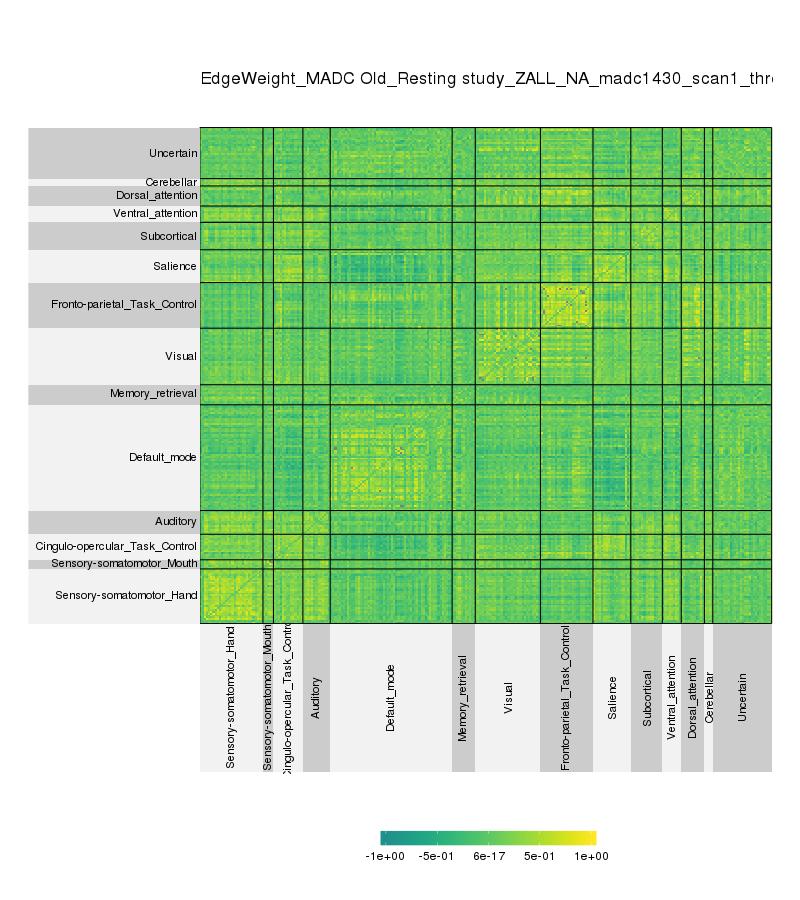 EdgeWeight_MADC Old_Resting study_ZALL_NA_madc1430_scan1_thr
Uncertain
Cerebellar
Dorsal_attention
Ventral_attention
Subcortical
Salience
Fronto-parietal_Task_Control
Visual
Memory_retrieval
Default_mode
Auditory
Cingulo-opercular_Task_Control
Sensory-somatomotor_Mouth
Sensory-somatomotor_Hand
Sensory-somatomotor_Hand
Sensory-somatomotor_Mouth
Cingulo-opercular_Task_Control
Auditory
Default_mode
Memory_retrieval
Visual
Fronto-parietal_Task_Control
Salience
Subcortical
Ventral_attention
Dorsal_attention
Cerebellar
Uncertain
-1e+00 -5e-01 6e-17 5e-01 1e+00